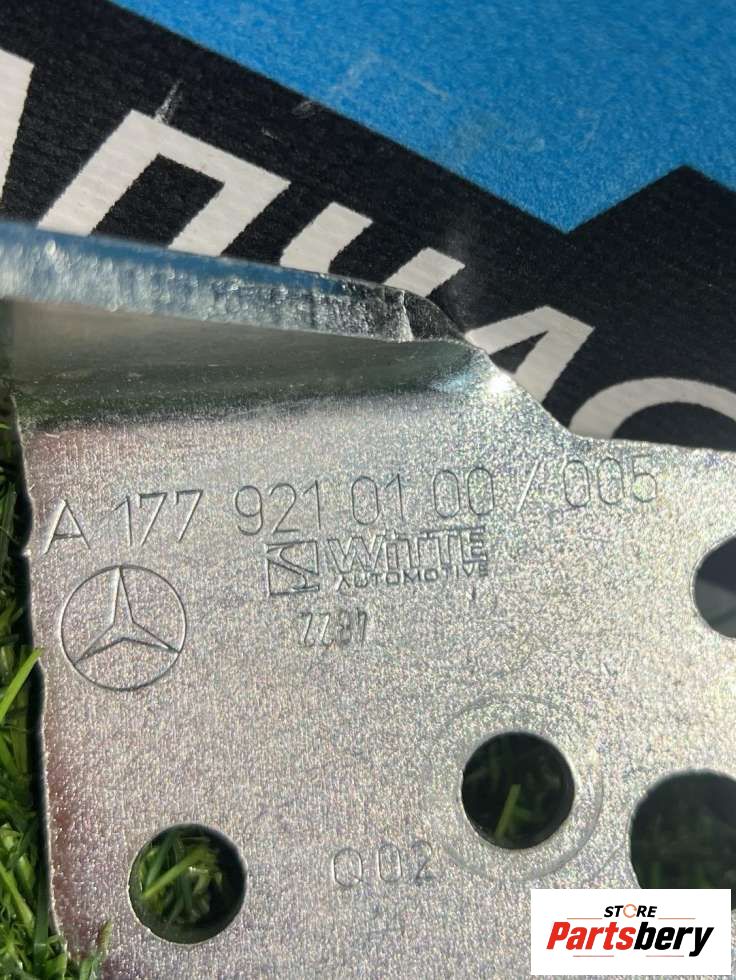 A 177 921 01 00 / 005
WITTE
AUTOMOTIVE
Q02
STORE
Partsbery